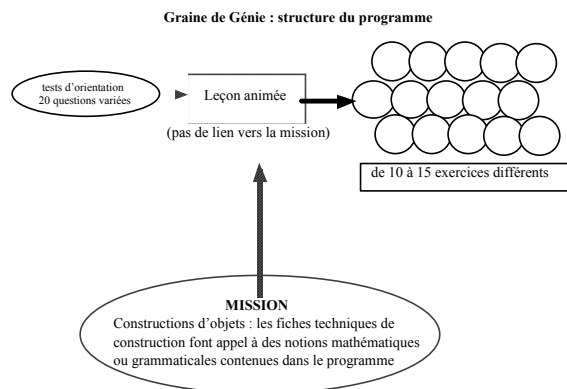 Graine de Génie : structure du programme
tests d'orientation
20 questions variées
Leçon animée
(pas de lien vers la mission)
de 10 à 15 exercices différents
MISSION
Constructions d'objets : les fiches techniques de
construction font appel à des notions mathématiques
ou grammaticales contenues dans le programme